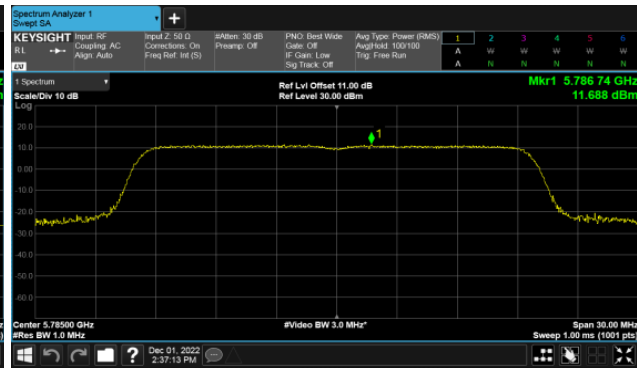 Spectrum Analyzer 1
Swept SA
+
KEYSIGHT Input: RF Input Z: 50 Ω #Atten: 30 dB PNO: Best Wide Avg Type: Power (RMS) 1 2 3 4 5 6
RL Coupling: AC Corrections: On Preamp: Off Gate: Off Avg|Hold: 100/100 A W W W W W
Align: Auto Freq Ref: Int (S) IF Gain: Low Trig: Free Run
LXI Sig Track: Off A N N N N N
1 Spectrum Ref Lvl Offset 11.00 dB Mkr1 5.786 74 GHz
Scale/Div 10 dB Ref Level 30.00 dBm 11.688 dBm
Log
20.0
10.0
1
0.00
-10.0
-20.0
-30.0
-40.0
-50.0
-60.0
Center 5.78500 GHz #Video BW 3.0 MHz* Span 30.00 MHz
#Res BW 1.0 MHz Sweep 1.00 ms (1001 pts)
? Dec 01, 2022
2:37:13 PM